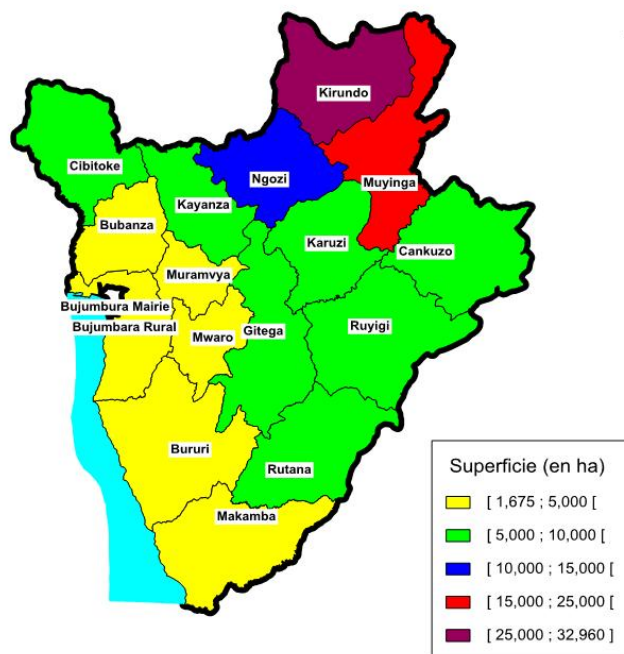 Kirundo
Cibitoke
Ngozi
Kayanza
Muyinga
Bubanza
Karuzi
Cankuzo
Muramvya
Bujumbura Mairie
Bujumbara Rural
Mwaro
Gitega
Ruyigi
Bururi
Rutana
Makamba
Superficie (en ha)
[ 1,675 ; 5,000 [
[ 5,000 ; 10,000 [
[ 10,000 ; 15,000 [
[ 15,000 ; 25,000 [
[ 25,000 ; 32,960 ]